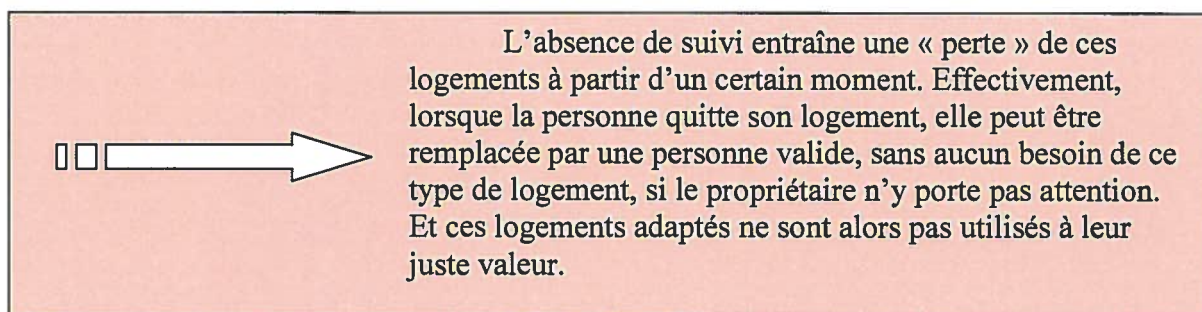 L’absence de suivi entraîne une « perte » de ces
logements à partir d’un certain moment. Effectivement,
lorsque la personne quitte son logement, elle peut être
remplacée par une personne valide, sans aucun besoin de ce
type de logement, si le propriétaire n’y porte pas attention.
Et ces logements adaptés ne sont alors pas utilisés à leur
juste valeur.